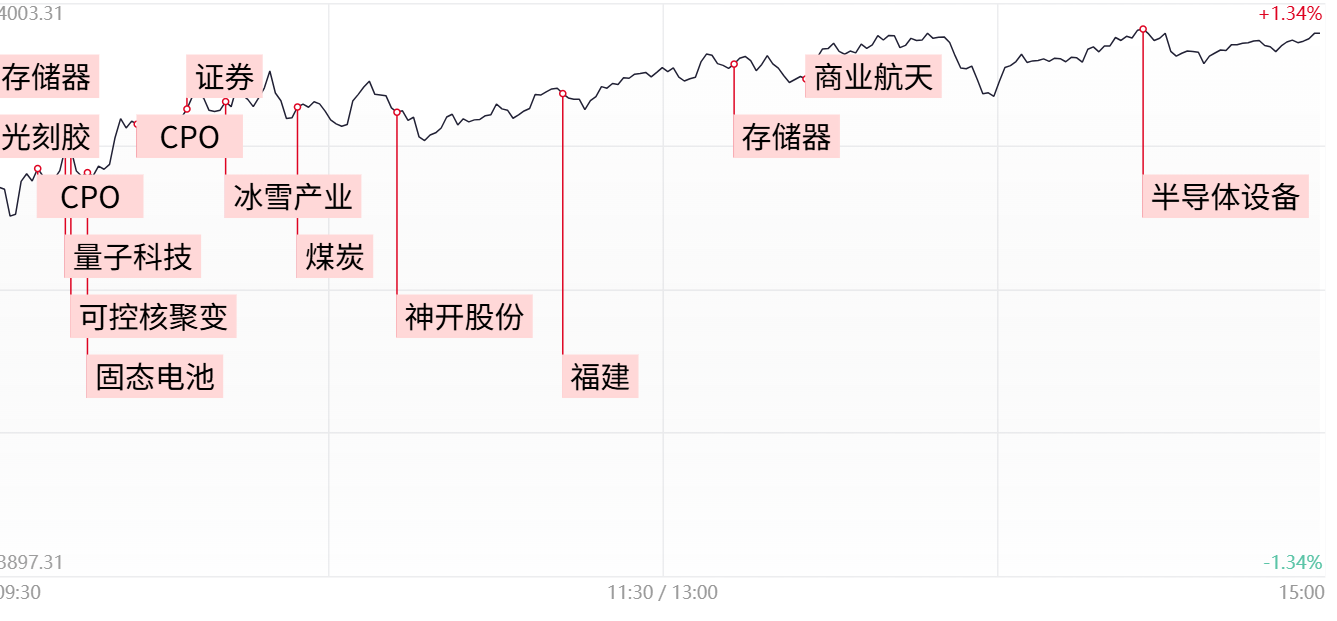 4003.31
+1.34%
存储器
证券
商业航天
光刻胶
CPO
存储器
CPO
冰雪产业
半导体设备
量子科技
煤炭
可控核聚变
神开股份
固态电池
福建
3897.31
-1.34%
09:30
11:30 / 13:00
15:00